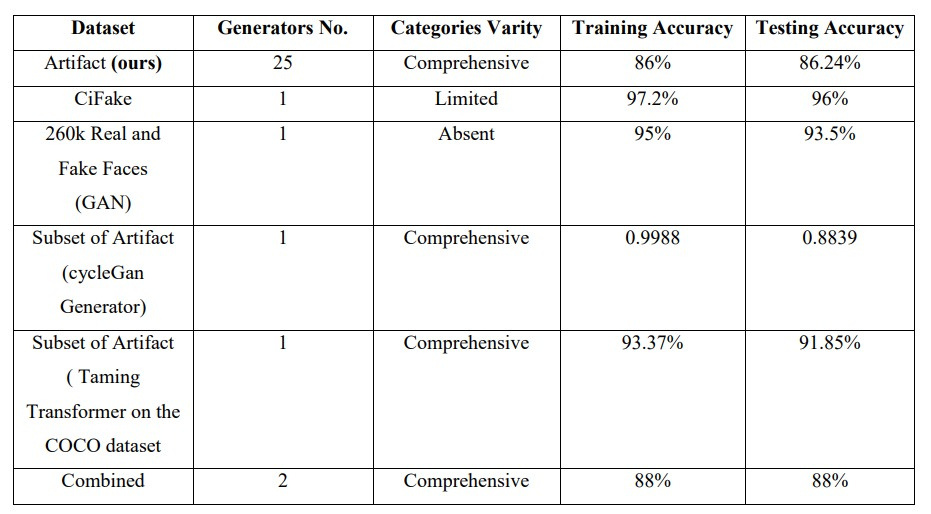 Dataset Generators No. Categories Varity Training Accuracy Testing Accuracy
Artifact (ours) 25 Comprehensive 86% 86.24%
CiFake 1 Limited 97.2% 96%
260k Real and 1 Absent 95% 93.5%
Fake Faces
(GAN)
Subset of Artifact 1 Comprehensive 0.9988 0.8839
(cycleGan
Generator)
Subset of Artifact 1 Comprehensive 93.37% 91.85%
( Taming
Transformer on the
COCO dataset
Combined 2 Comprehensive 88% 88%